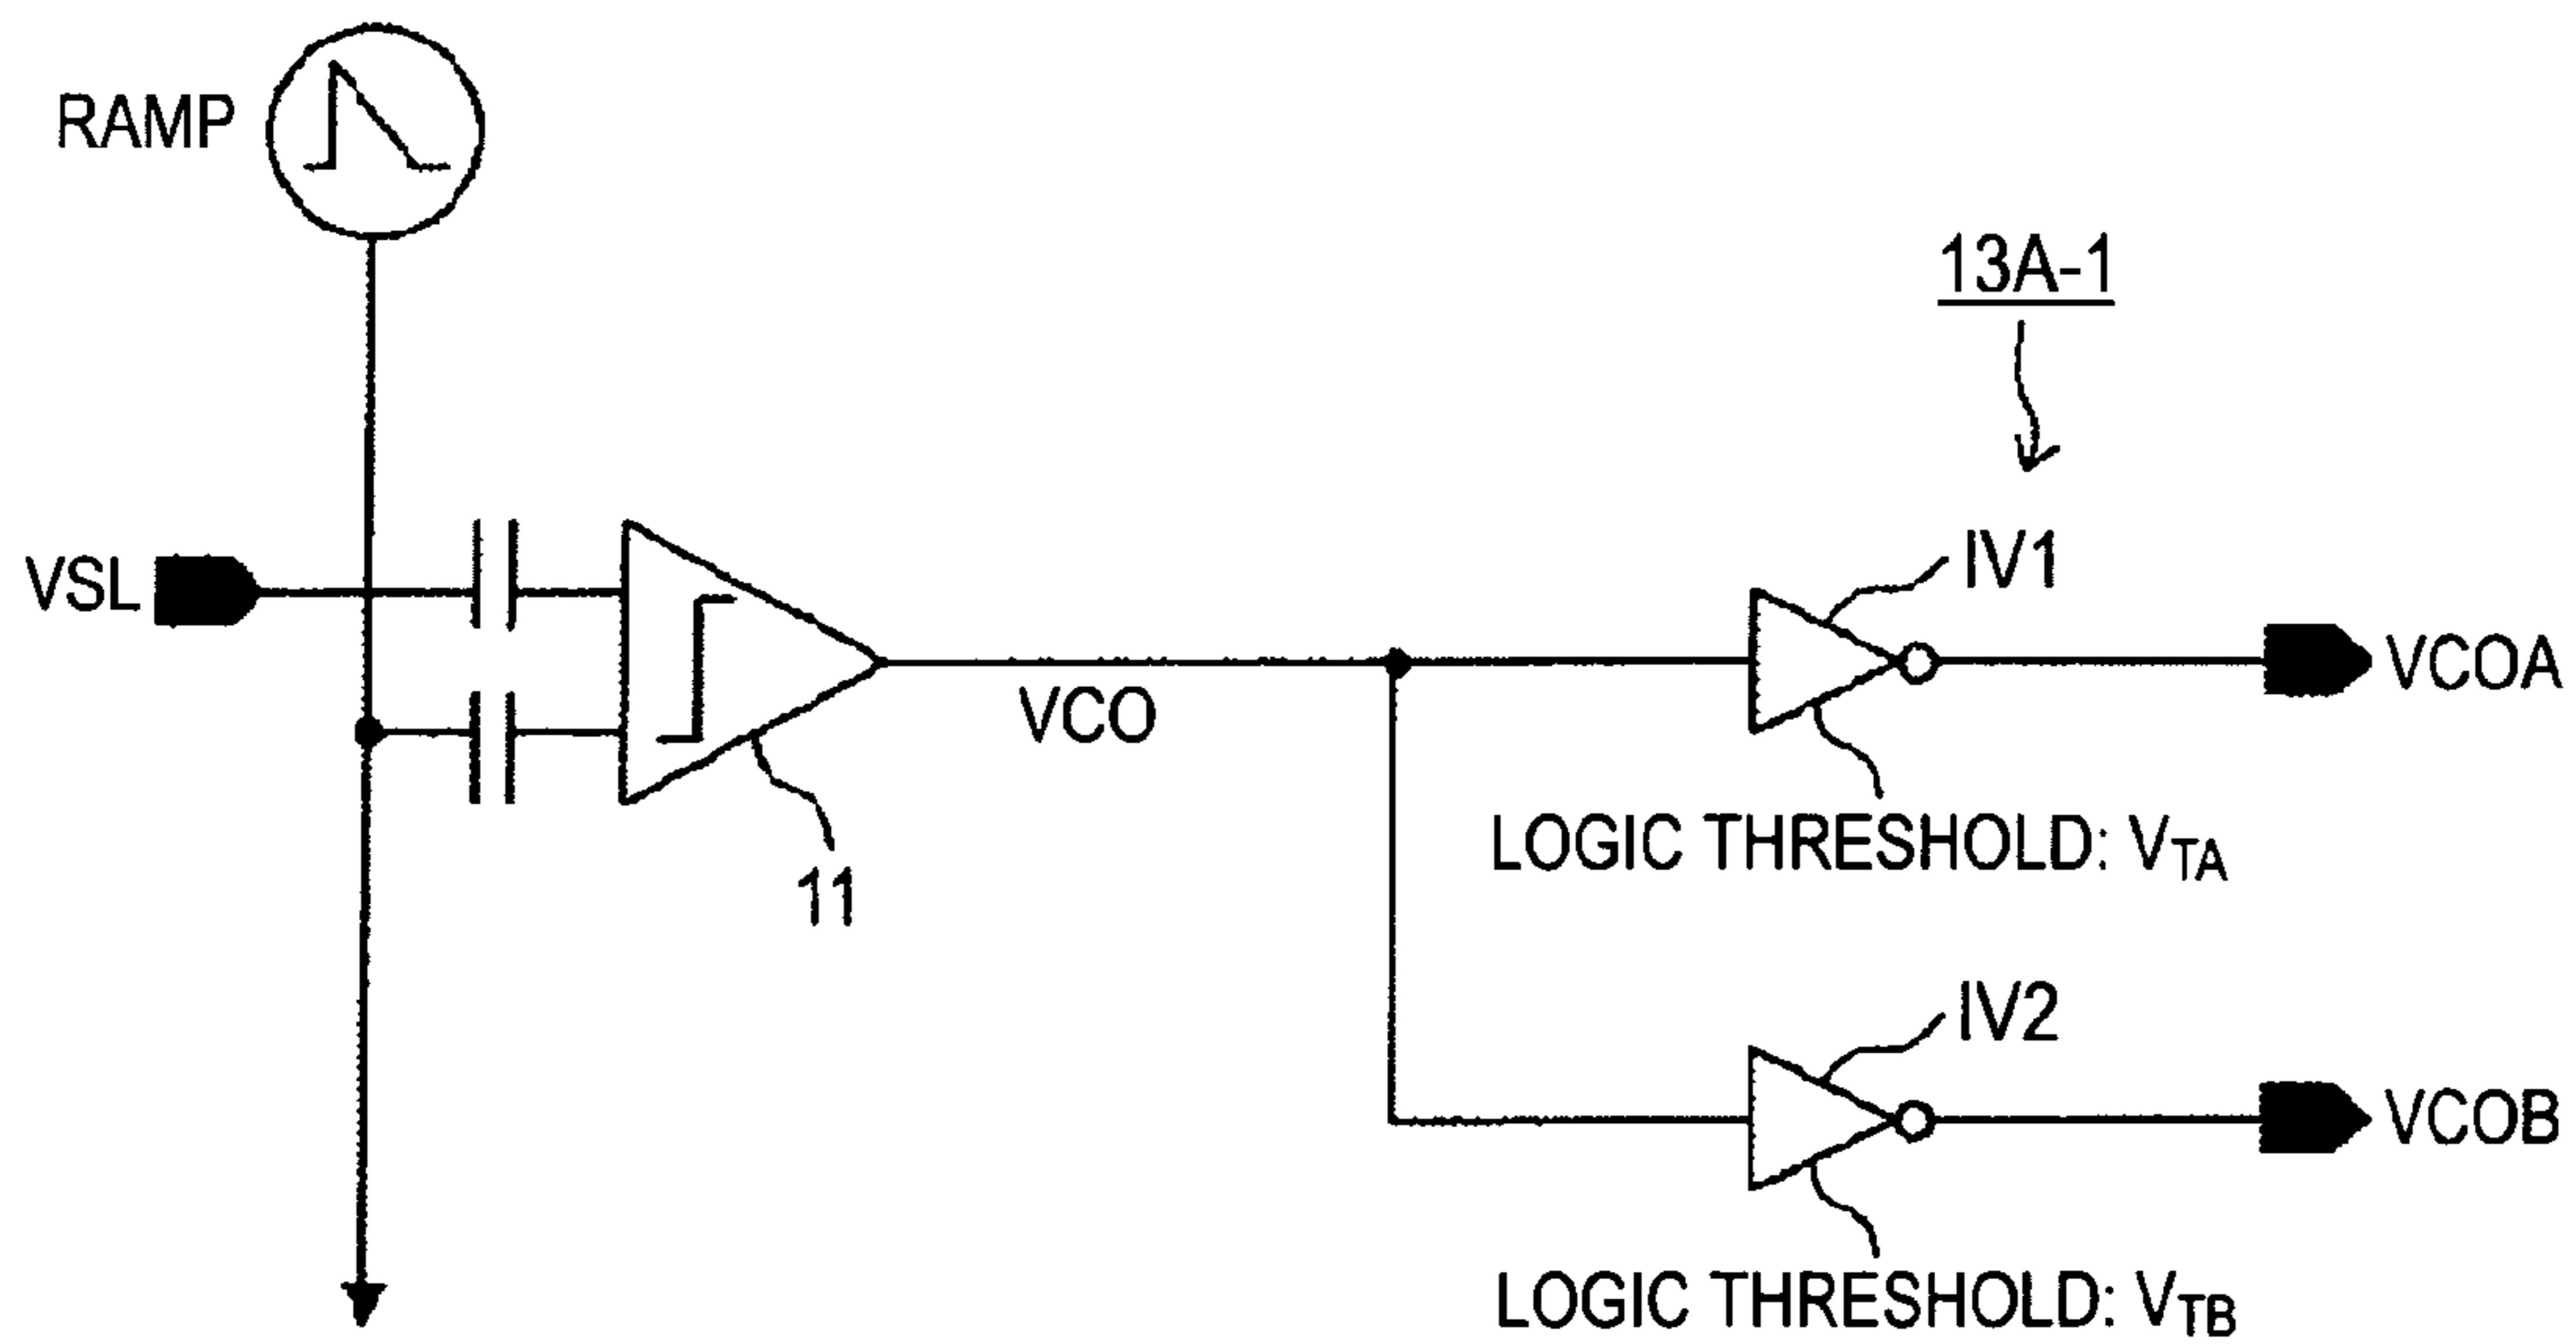 RAMP
13A-1
VSL
IV1
VCO
VCOA
LOGIC THRESHOLD: VTA
11
IV2
VCOB
LOGIC THRESHOLD: VTB